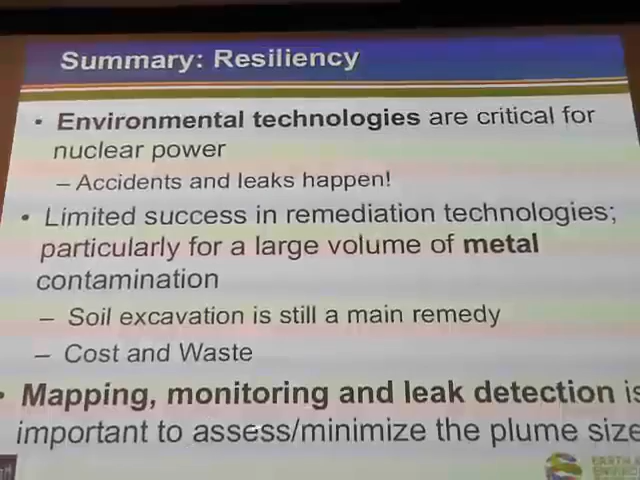 Summary: Resiliency
• Environmental technologies are critical for
nuclear power
– Accidents and leaks happen!
• Limited success in remediation technologies;
particularly for a large volume of metal
contamination
– Soil excavation is still a main remedy
– Cost and Waste
• Mapping, monitoring and leak detection is
important to assess/minimize the plume size
EARTH &